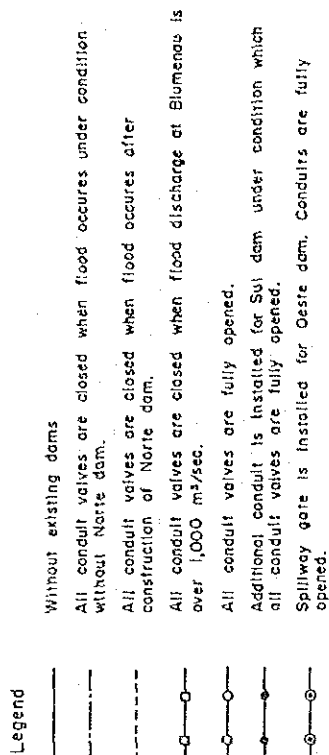 Legend
Without existing dams
All conduit valves are closed when flood occures under condition
without Norte dam.
All conduit valves are closed when flood occures after
construction of Norte dam.
All conduit valves are closed when flood discharge at Blumenau is
over 1,000 m³/sec.
All conduit valves are fully opened.
Additional conduit is installed for Sul dam under condition which
all conduit valves are fully opened.
Spillway gate is installed for Oeste dam. Conduits are fully
opened.